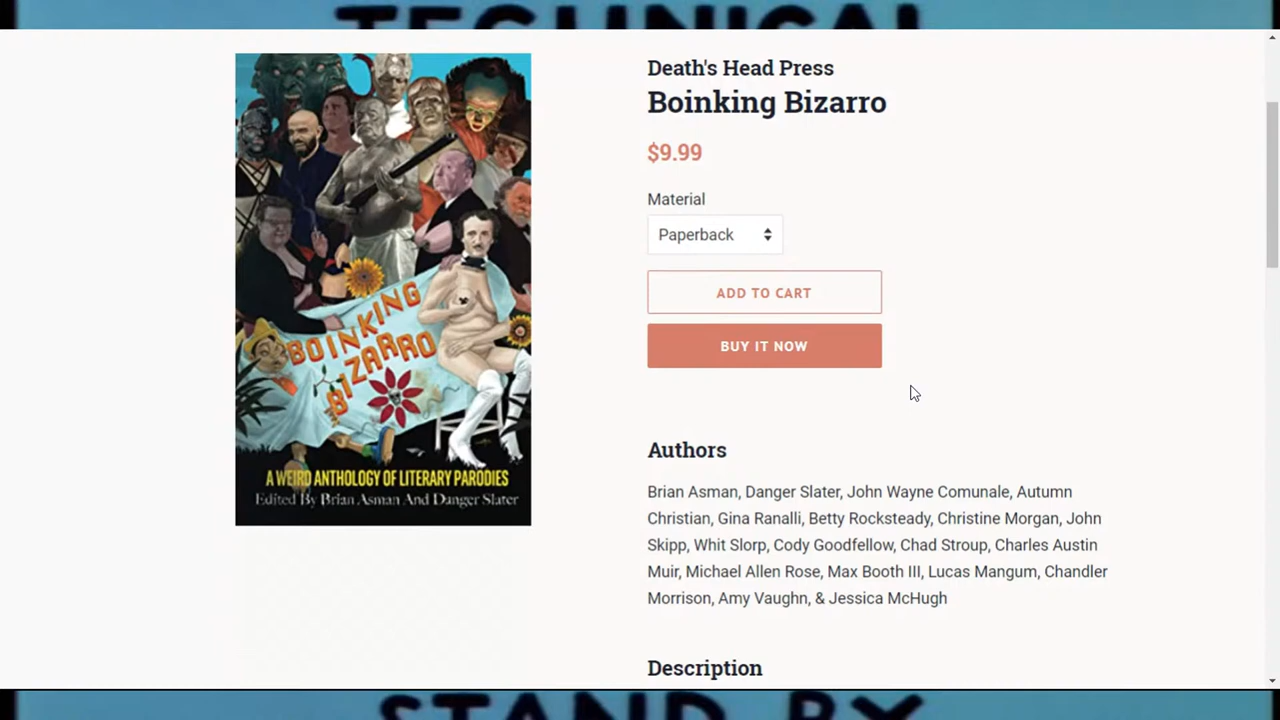 TECHNICAL
Death's Head Press
Boinking Bizarro
$9.99
Material
Paperback
ADD TO CART
BUY IT NOW
Authors
Brian Asman, Danger Slater, John Wayne Comunale, Autumn
Christian, Gina Ranalli, Betty Rocksteady, Christine Morgan, John
Skipp, Whit Slorp, Cody Goodfellow, Chad Stroup, Charles Austin
Muir, Michael Allen Rose, Max Booth III, Lucas Mangum, Chandler
Morrison, Amy Vaughn, & Jessica McHugh
Description
BOINKING
BIZARRO
A WEIRD ANTHOLOGY OF LITERARY PARODIES
Edited By Brian Asman And Danger Slater
STAND BY